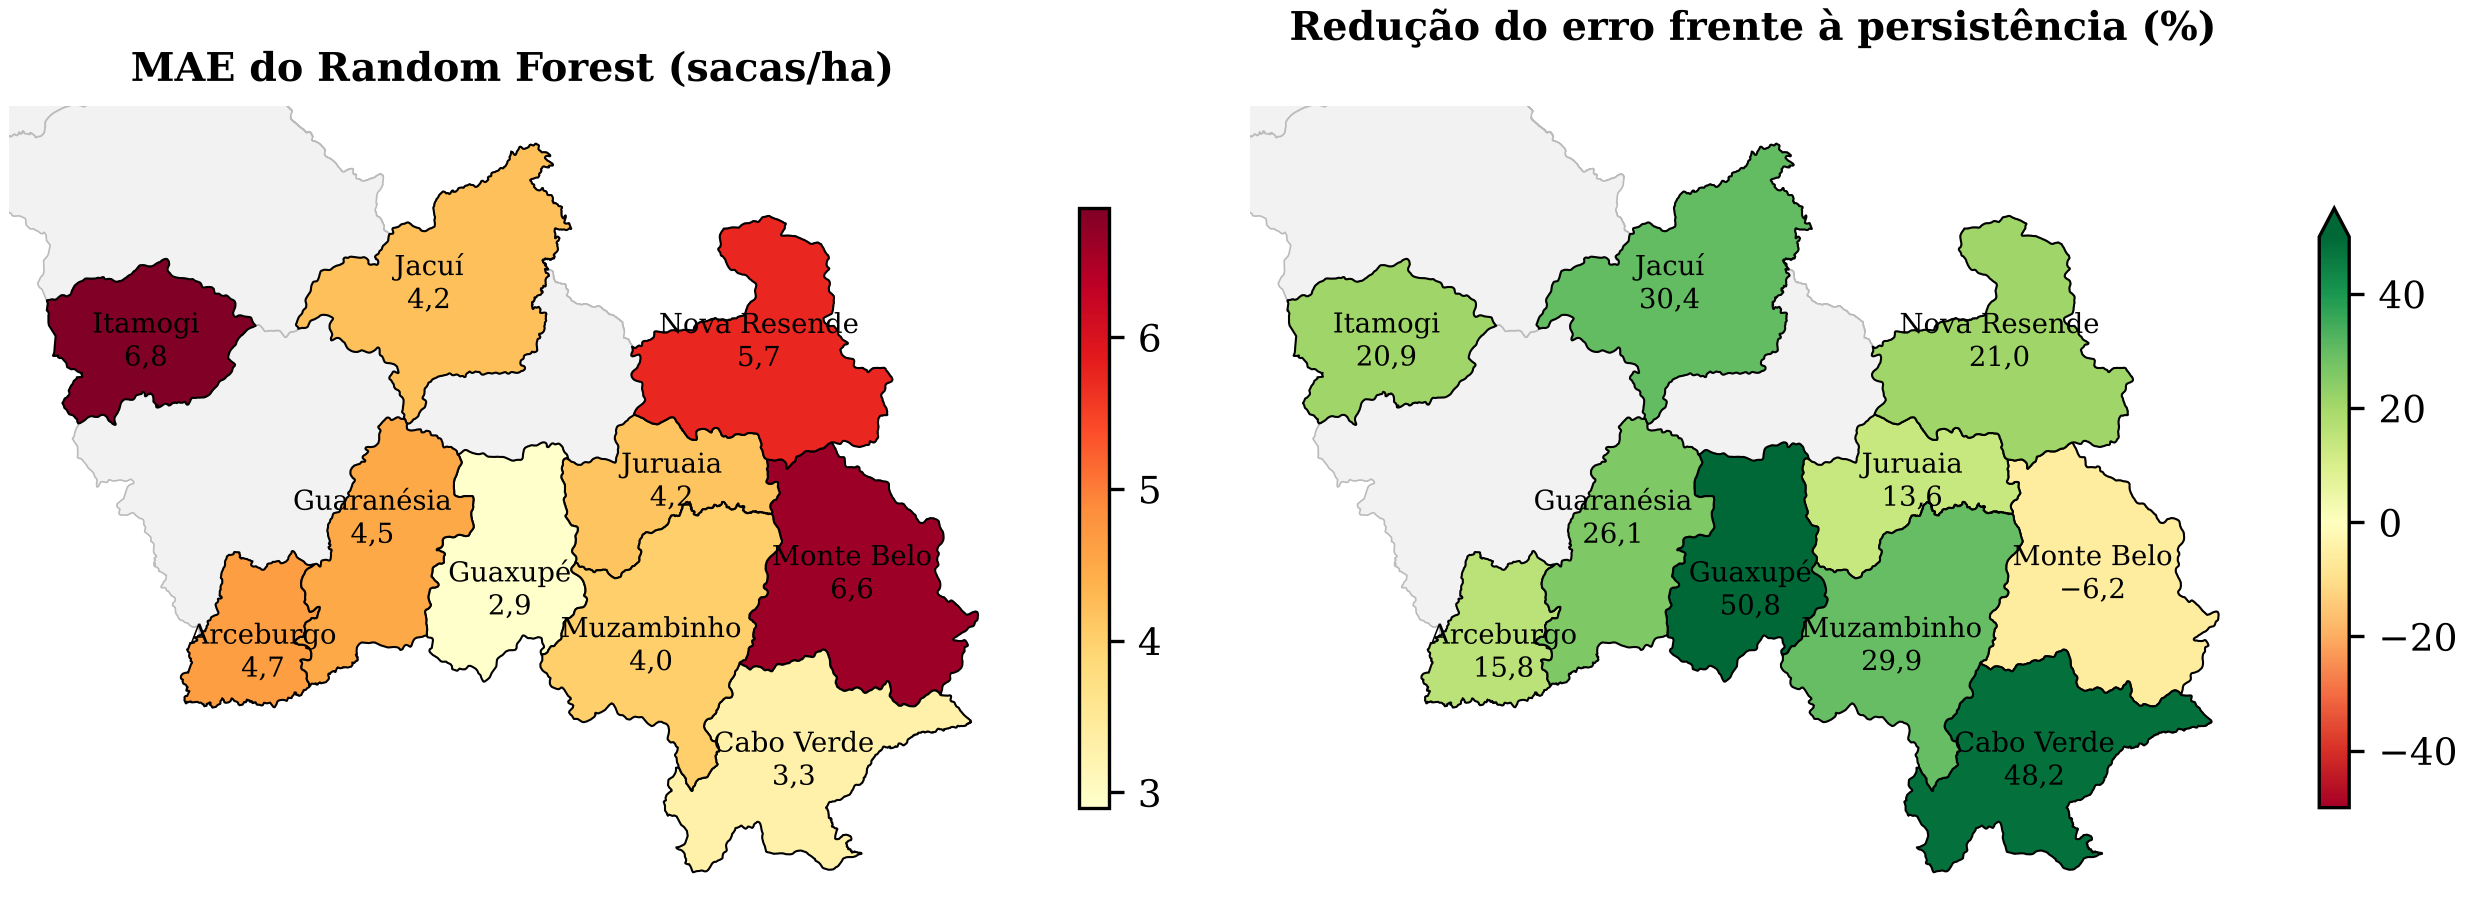 MAE do Random Forest (sacas/ha)
Jacuí
4,2
Itamogi
6,8
Nova Resende
5,7
Juruaia
4,2
Guaranésia
4,5
Monte Belo
6,6
Guaxupé
2,9
Muzambinho
4,0
Arceburgo
4,7
Cabo Verde
3,3
6
5
4
3
Redução do erro frente à persistência (%)
Jacuí
30,4
Itamogi
20,9
Nova Resende
21,0
Juruaia
13,6
Guaranésia
26,1
Monte Belo
−6,2
Guaxupé
50,8
Muzambinho
29,9
Arceburgo
15,8
Cabo Verde
48,2
40
20
0
−20
−40